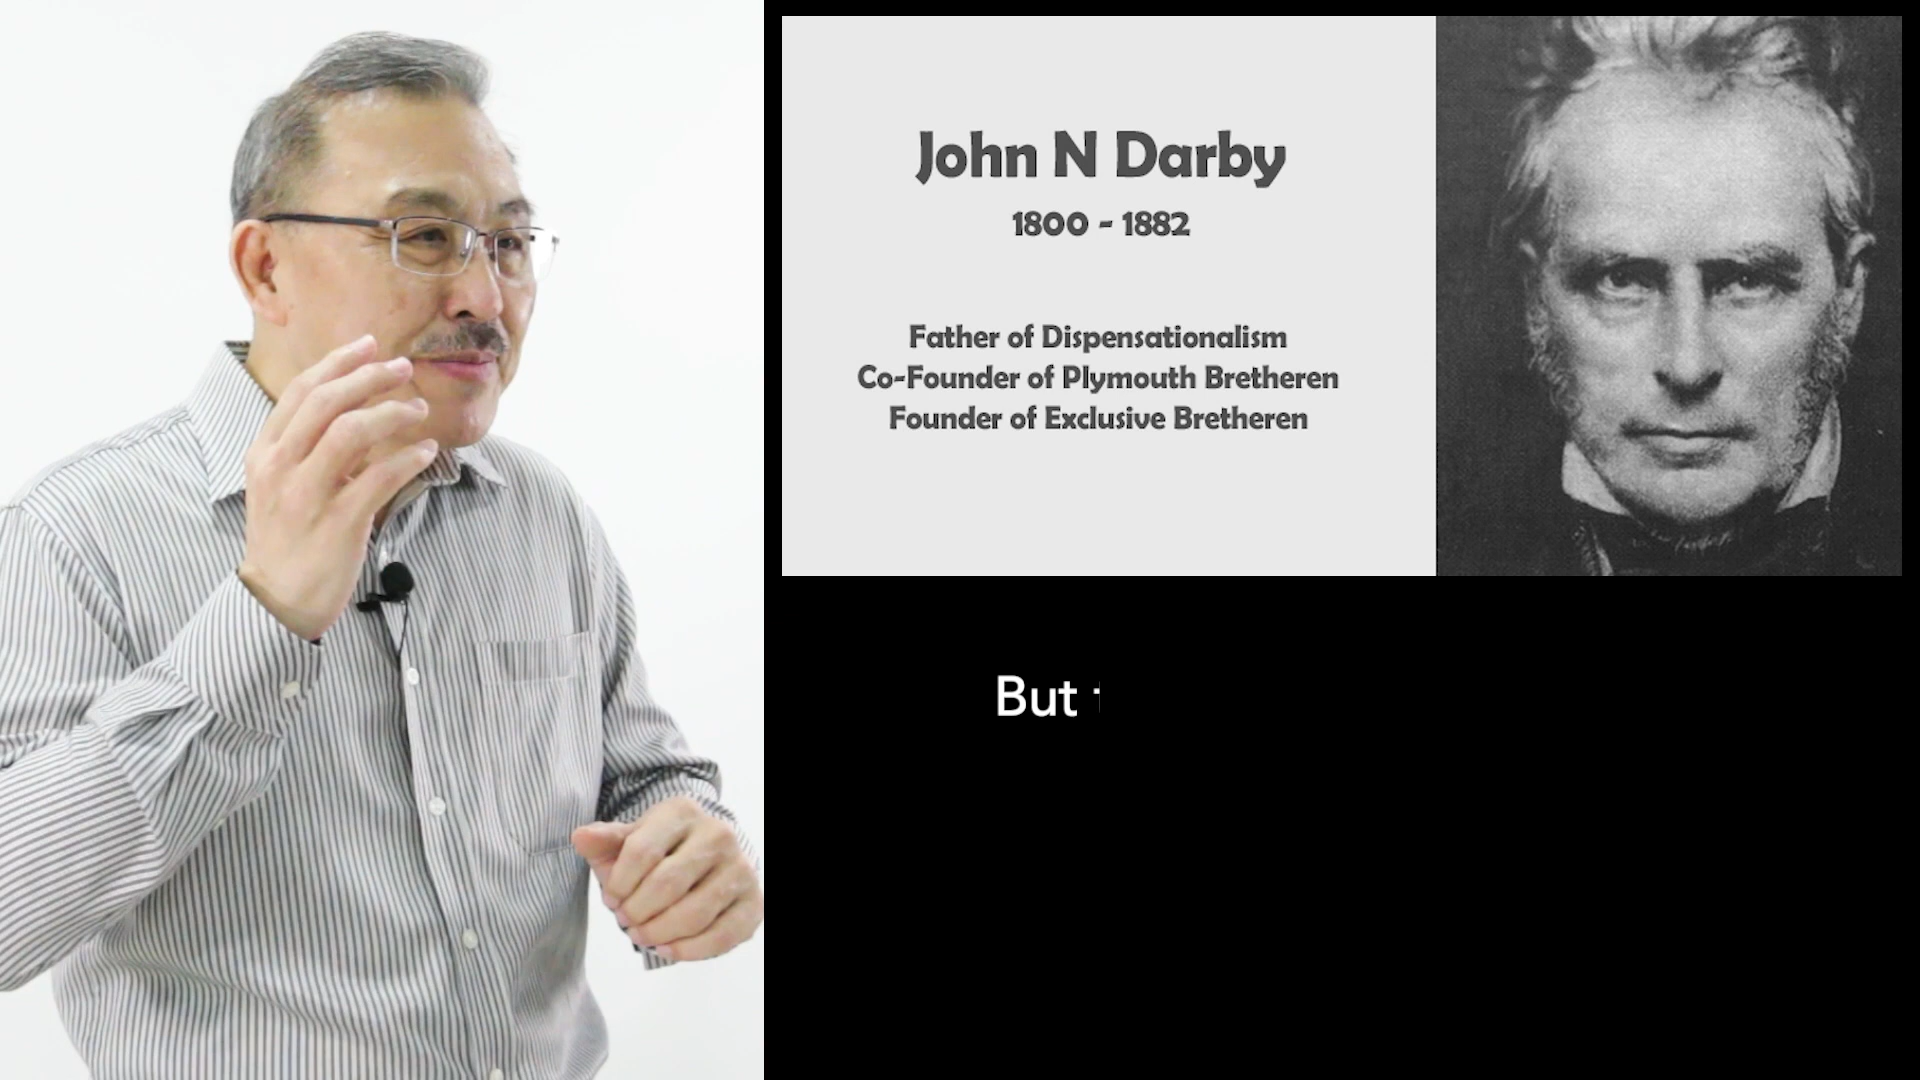 John N Darby
1800 - 1882
Father of Dispensationalism
Co-Founder of Plymouth Bretheren
Founder of Exclusive Bretheren
But